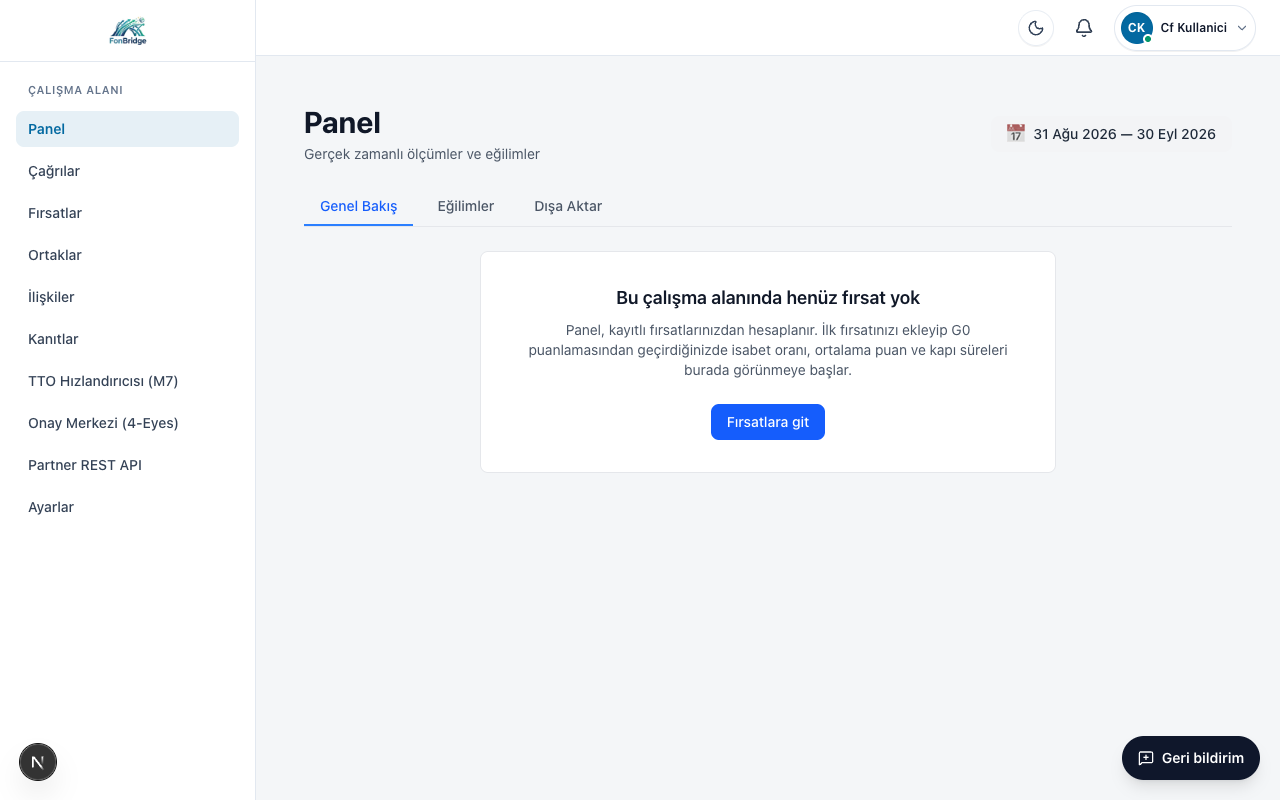 FonBridge
CK
Cf Kullanici
ÇALIŞMA ALANI
Panel
Çağrılar
Fırsatlar
Ortaklar
İlişkiler
Kanıtlar
TTO Hızlandırıcısı (M7)
Onay Merkezi (4-Eyes)
Partner REST API
Ayarlar
N
Panel
Gerçek zamanlı ölçümler ve eğilimler
17
31 Ağu 2026 — 30 Eyl 2026
Genel Bakış
Eğilimler
Dışa Aktar
Bu çalışma alanında henüz fırsat yok
Panel, kayıtlı fırsatlarınızdan hesaplanır. İlk fırsatınızı ekleyip G0
puanlamasından geçirdiğinizde isabet oranı, ortalama puan ve kapı süreleri
burada görünmeye başlar.
Fırsatlara git
Geri bildirim